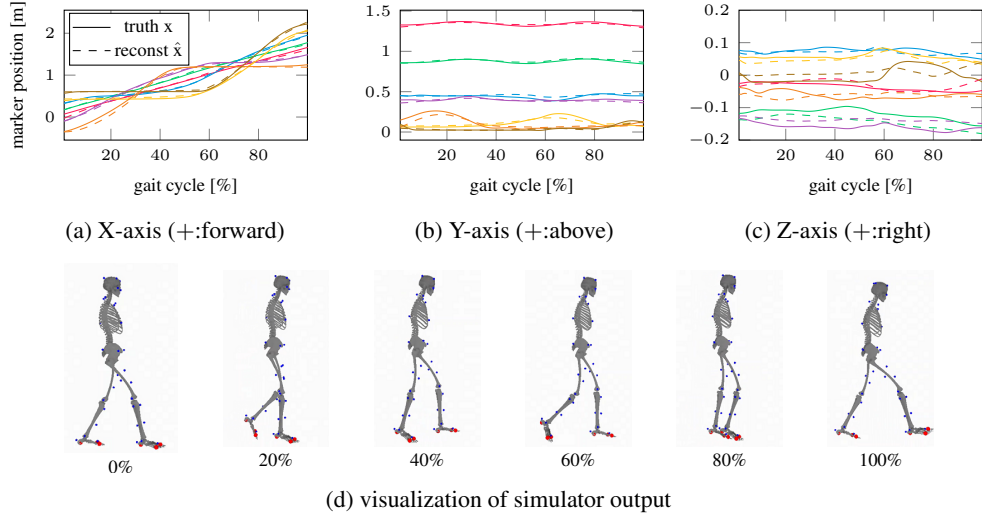 marker position [m]
2
1
0
truth x
reconst x̂
20 40 60 80
gait cycle [%]
(a) X-axis (+:forward)
1.5
1
0.5
0
20 40 60 80
gait cycle [%]
(b) Y-axis (+:above)
0.1
0
−0.1
−0.2
20 40 60 80
gait cycle [%]
(c) Z-axis (+:right)
0% 20% 40% 60% 80% 100%
(d) visualization of simulator output